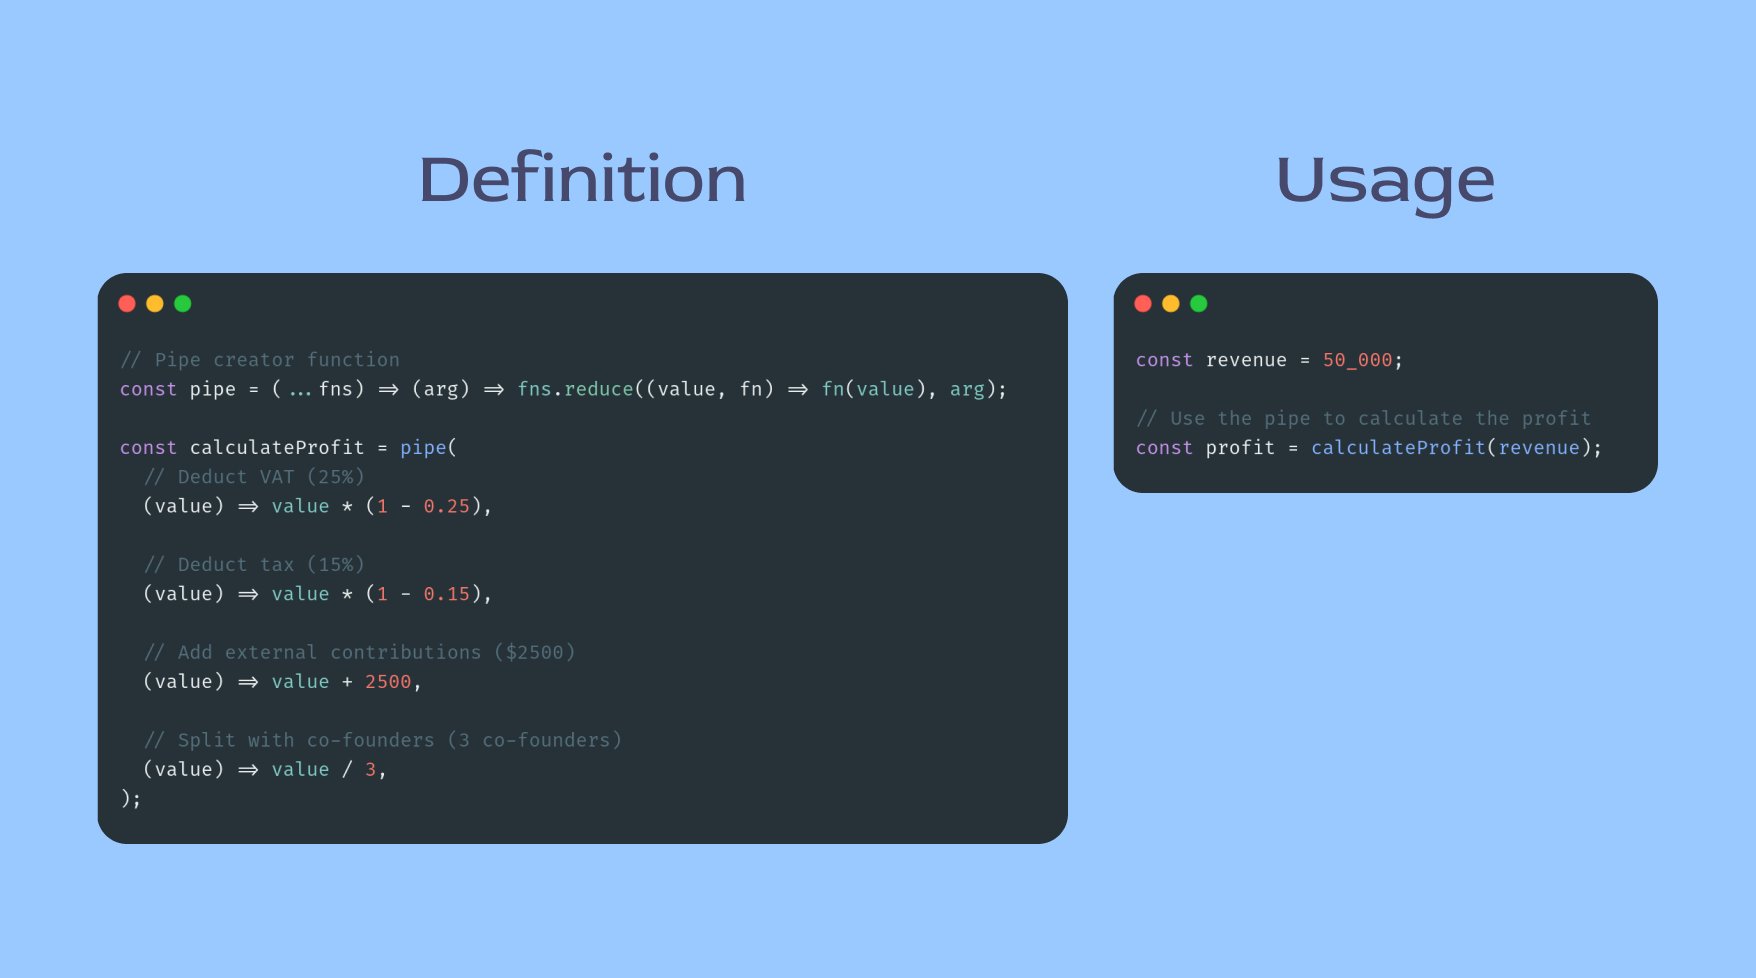 Definition
// Pipe creator function
const pipe = (...fns) => (arg) => fns.reduce((value, fn) => fn(value), arg);
const calculateProfit = pipe(
// Deduct VAT (25%)
(value) => value * (1 - 0.25),
// Deduct tax (15%)
(value) => value * (1 - 0.15),
// Add external contributions ($2500)
(value) => value + 2500,
// Split with co-founders (3 co-founders)
(value) => value / 3,
);
Usage
const revenue = 50_000;
// Use the pipe to calculate the profit
const profit = calculateProfit(revenue);